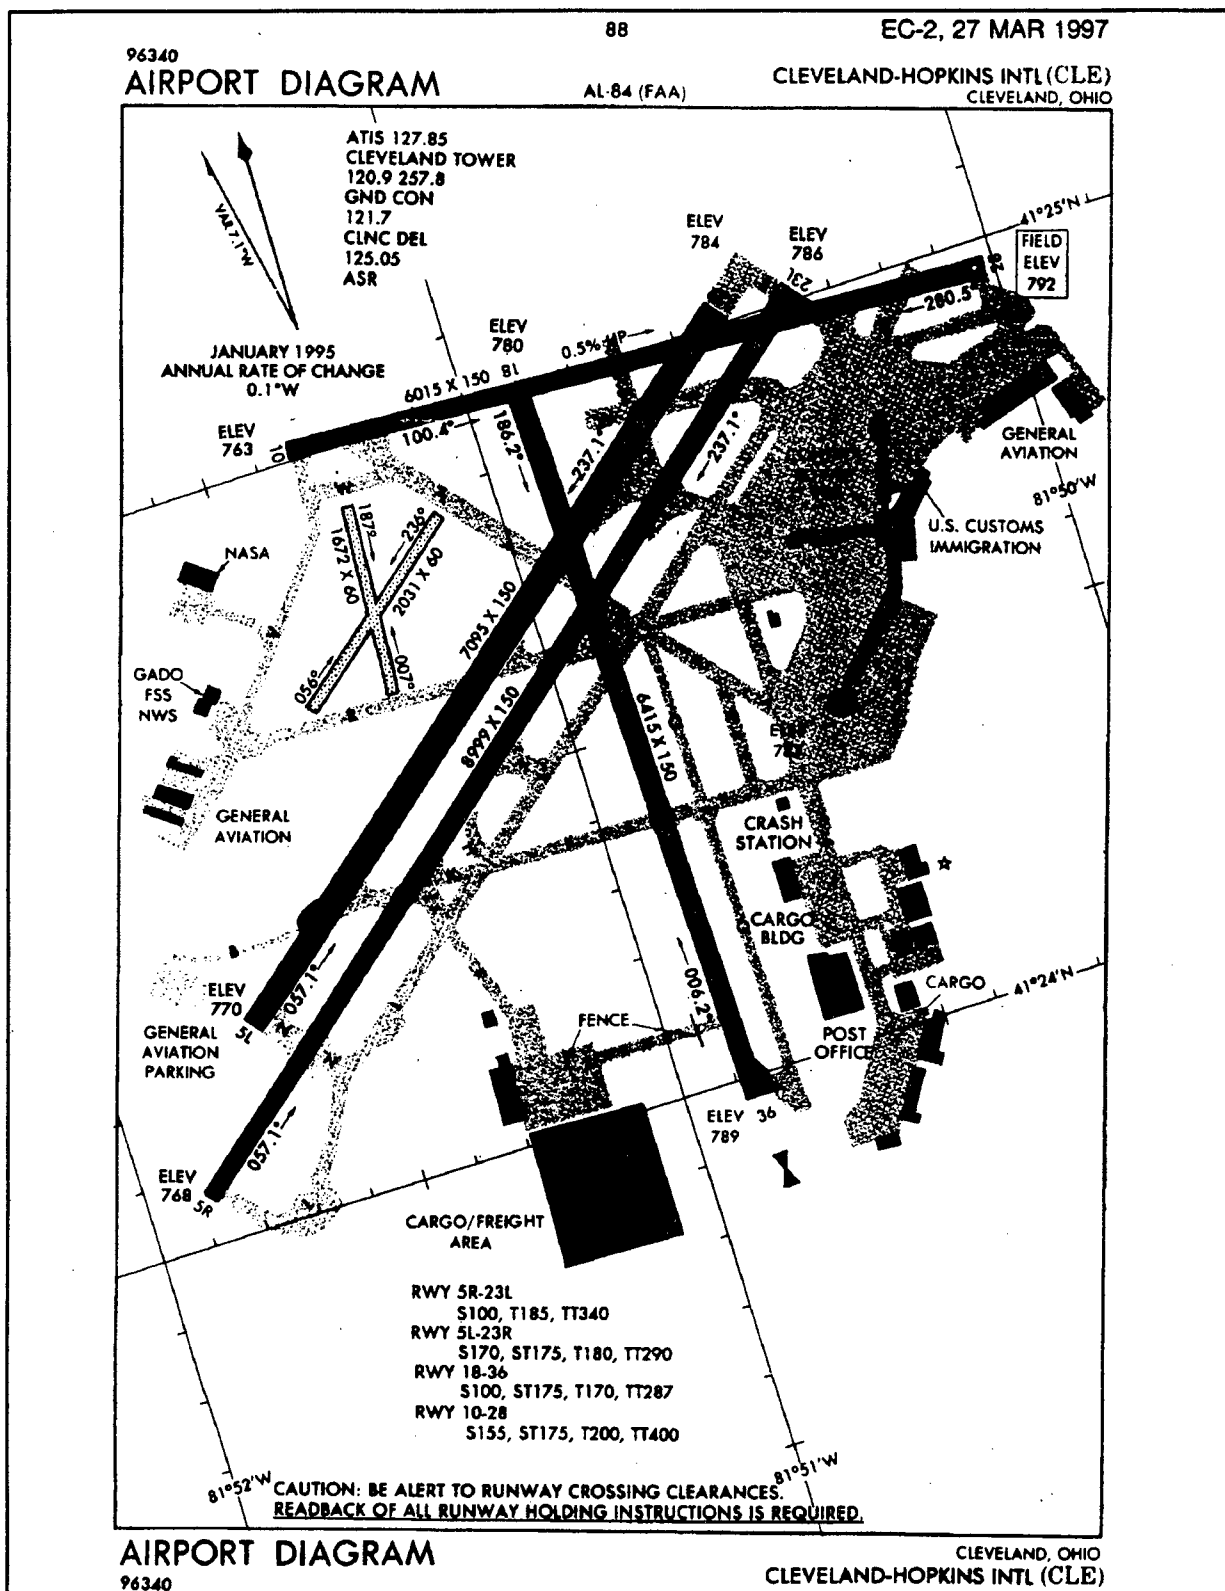 88
EC-2, 27 MAR 1997
96340
AIRPORT DIAGRAM
AL-84 (FAA)
CLEVELAND-HOPKINS INTL (CLE)
CLEVELAND, OHIO
ATIS 127.85
CLEVELAND TOWER
120.9 257.8
GND CON
121.7
CLNC DEL
125.05
ASR
VAR 7.1°W
JANUARY 1995
ANNUAL RATE OF CHANGE
0.1°W
ELEV
784
ELEV
786
23L
41°25'N
FIELD
ELEV
792
28
280.5°
ELEV
780
18
0.5% UP
6015 X 150
100.4°
ELEV
763
10
186.2°
237.1°
237.1°
GENERAL
AVIATION
81°50'W
U.S. CUSTOMS
IMMIGRATION
NASA
187°
1672 X 60
236°
2031 X 60
056°
007°
7095 X 150
8999 X 150
6415 X 150
GADO
FSS
NWS
GENERAL
AVIATION
CRASH
STATION
CARGO
BLDG
ELEV
770
5L
057.1°
GENERAL
AVIATION
PARKING
006.2°
FENCE
CARGO
41°24'N
POST
OFFICE
ELEV
789
36
057.1°
ELEV
768
5R
CARGO/FREIGHT
AREA
RWY 5R-23L
S100, T185, TT340
RWY 5L-23R
S170, ST175, T180, TT290
RWY 18-36
S100, ST175, T170, TT287
RWY 10-28
S155, ST175, T200, TT400
81°52'W
81°51'W
CAUTION: BE ALERT TO RUNWAY CROSSING CLEARANCES.
READBACK OF ALL RUNWAY HOLDING INSTRUCTIONS IS REQUIRED.
AIRPORT DIAGRAM
96340
CLEVELAND, OHIO
CLEVELAND-HOPKINS INTL (CLE)